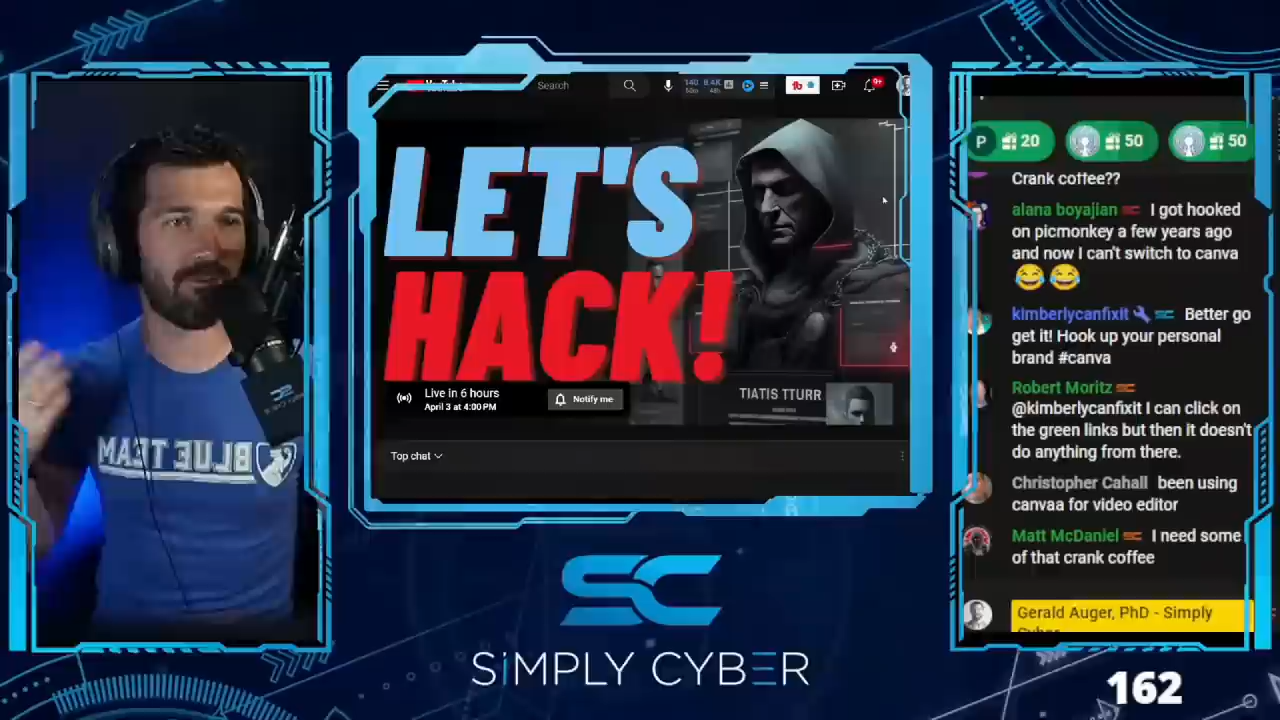 BLUE TEAM
YouTube
Search
9+
LET'S
HACK!
Live in 6 hours
April 3 at 4:00 PM
Notify me
TIATIS TTURR
Top chat
SC
SIMPLY CYBER
P 20
50
50
Crank coffee??
alana boyajian I got hooked
on picmonkey a few years ago
and now I can't switch to canva
kimberlycanfixit Better go
get it! Hook up your personal
brand #canva
Robert Moritz
@kimberlycanfixit I can click on
the green links but then it doesn't
do anything from there.
Christopher Cahall been using
canvaa for video editor
Matt McDaniel I need some
of that crank coffee
Gerald Auger, PhD - Simply
Cyber
162